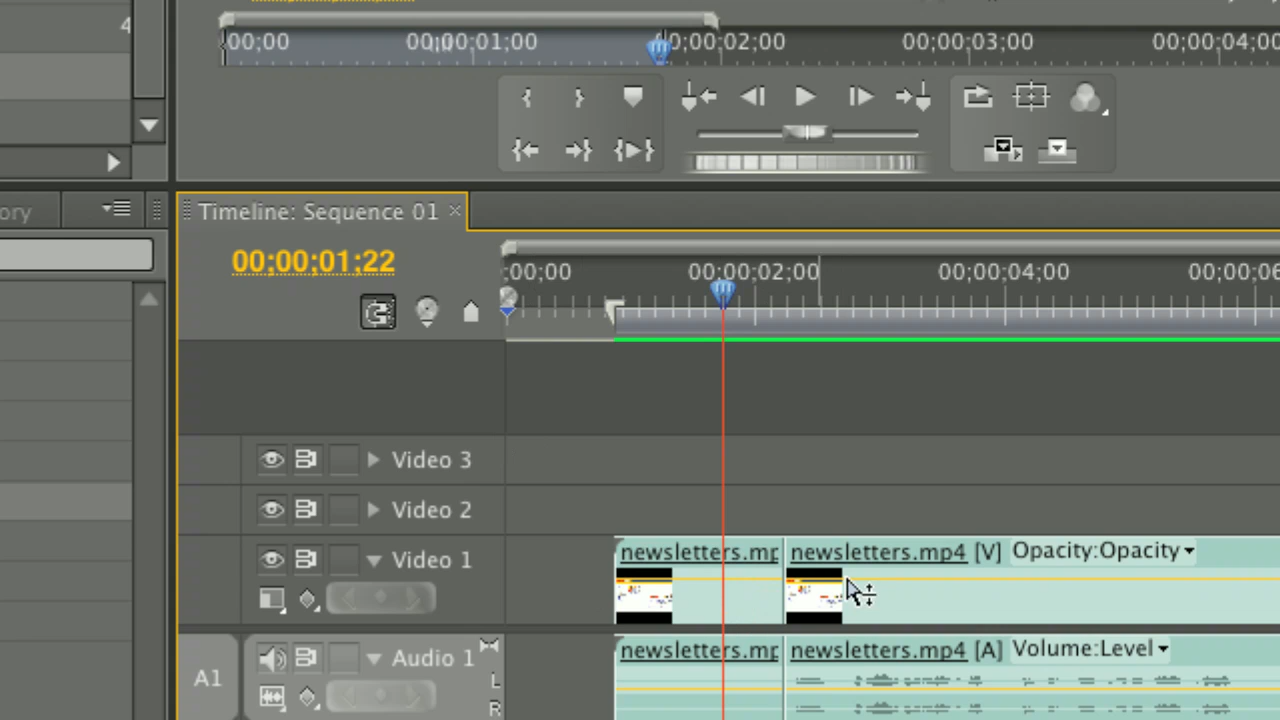 4
00;00 00;00;01;00 0;00;02;00 00;00;03;00 00;00;04;00
ory
Timeline: Sequence 01 ×
00;00;01;22
;00;00 00;00;02;00 00;00;04;00 00;00;06
Video 3
Video 2
Video 1
newsletters.mp newsletters.mp4 [V] Opacity:Opacity
A1
Audio 1
L
R
newsletters.mp newsletters.mp4 [A] Volume:Level